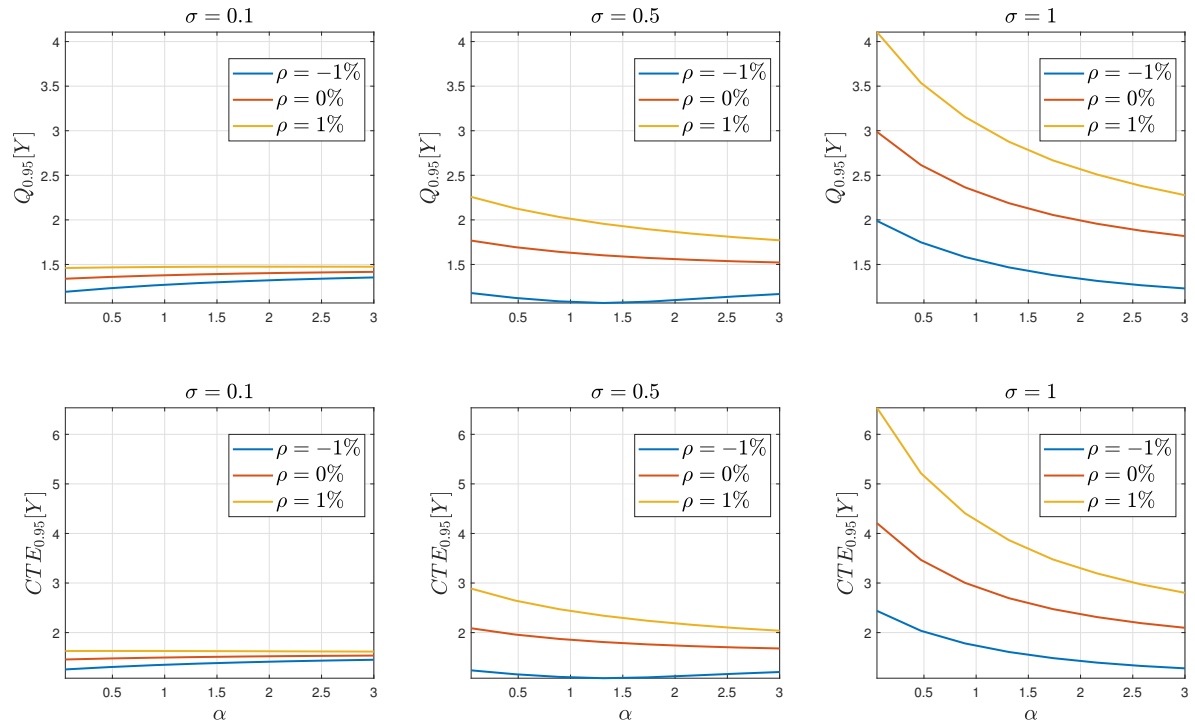 σ = 0.1
Q₀.₉₅[Y]
4
3.5
3
2.5
2
1.5
0.5 1 1.5 2 2.5 3
ρ = −1%
ρ = 0%
ρ = 1%
σ = 0.5
Q₀.₉₅[Y]
4
3.5
3
2.5
2
1.5
0.5 1 1.5 2 2.5 3
ρ = −1%
ρ = 0%
ρ = 1%
σ = 1
Q₀.₉₅[Y]
4
3.5
3
2.5
2
1.5
0.5 1 1.5 2 2.5 3
ρ = −1%
ρ = 0%
ρ = 1%
σ = 0.1
CTE₀.₉₅[Y]
6
5
4
3
2
0.5 1 1.5 2 2.5 3
α
ρ = −1%
ρ = 0%
ρ = 1%
σ = 0.5
CTE₀.₉₅[Y]
6
5
4
3
2
0.5 1 1.5 2 2.5 3
α
ρ = −1%
ρ = 0%
ρ = 1%
σ = 1
CTE₀.₉₅[Y]
6
5
4
3
2
0.5 1 1.5 2 2.5 3
α
ρ = −1%
ρ = 0%
ρ = 1%